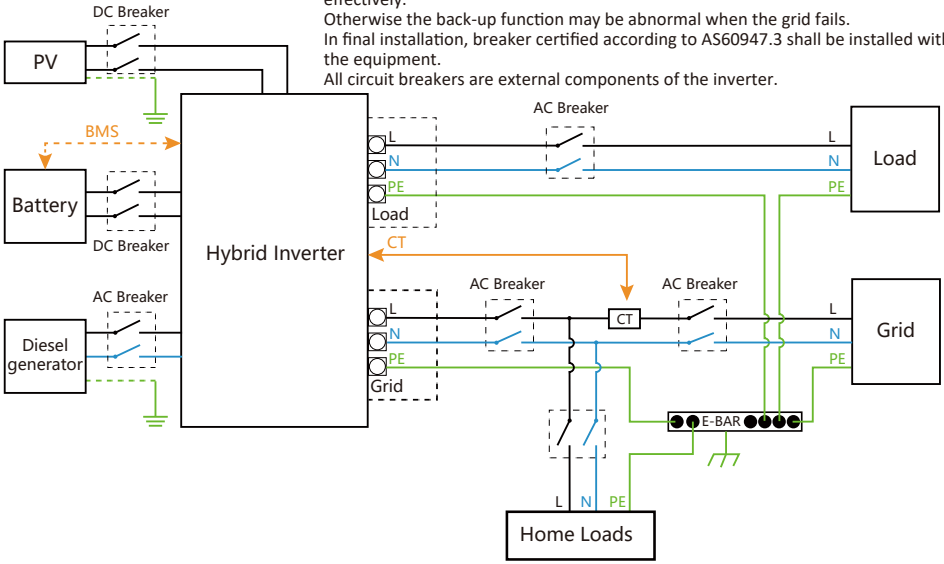 effectively.
Otherwise the back-up function may be abnormal when the grid fails.
In final installation, breaker certified according to AS60947.3 shall be installed with
the equipment.
All circuit breakers are external components of the inverter.
DC Breaker
PV
BMS
Battery
DC Breaker
AC Breaker
Diesel
generator
Hybrid Inverter
L
N
PE
Load
CT
L
N
PE
Grid
AC Breaker
L
N
PE
Load
AC Breaker
CT
AC Breaker
L
N
PE
Grid
E-BAR
L N PE
Home Loads